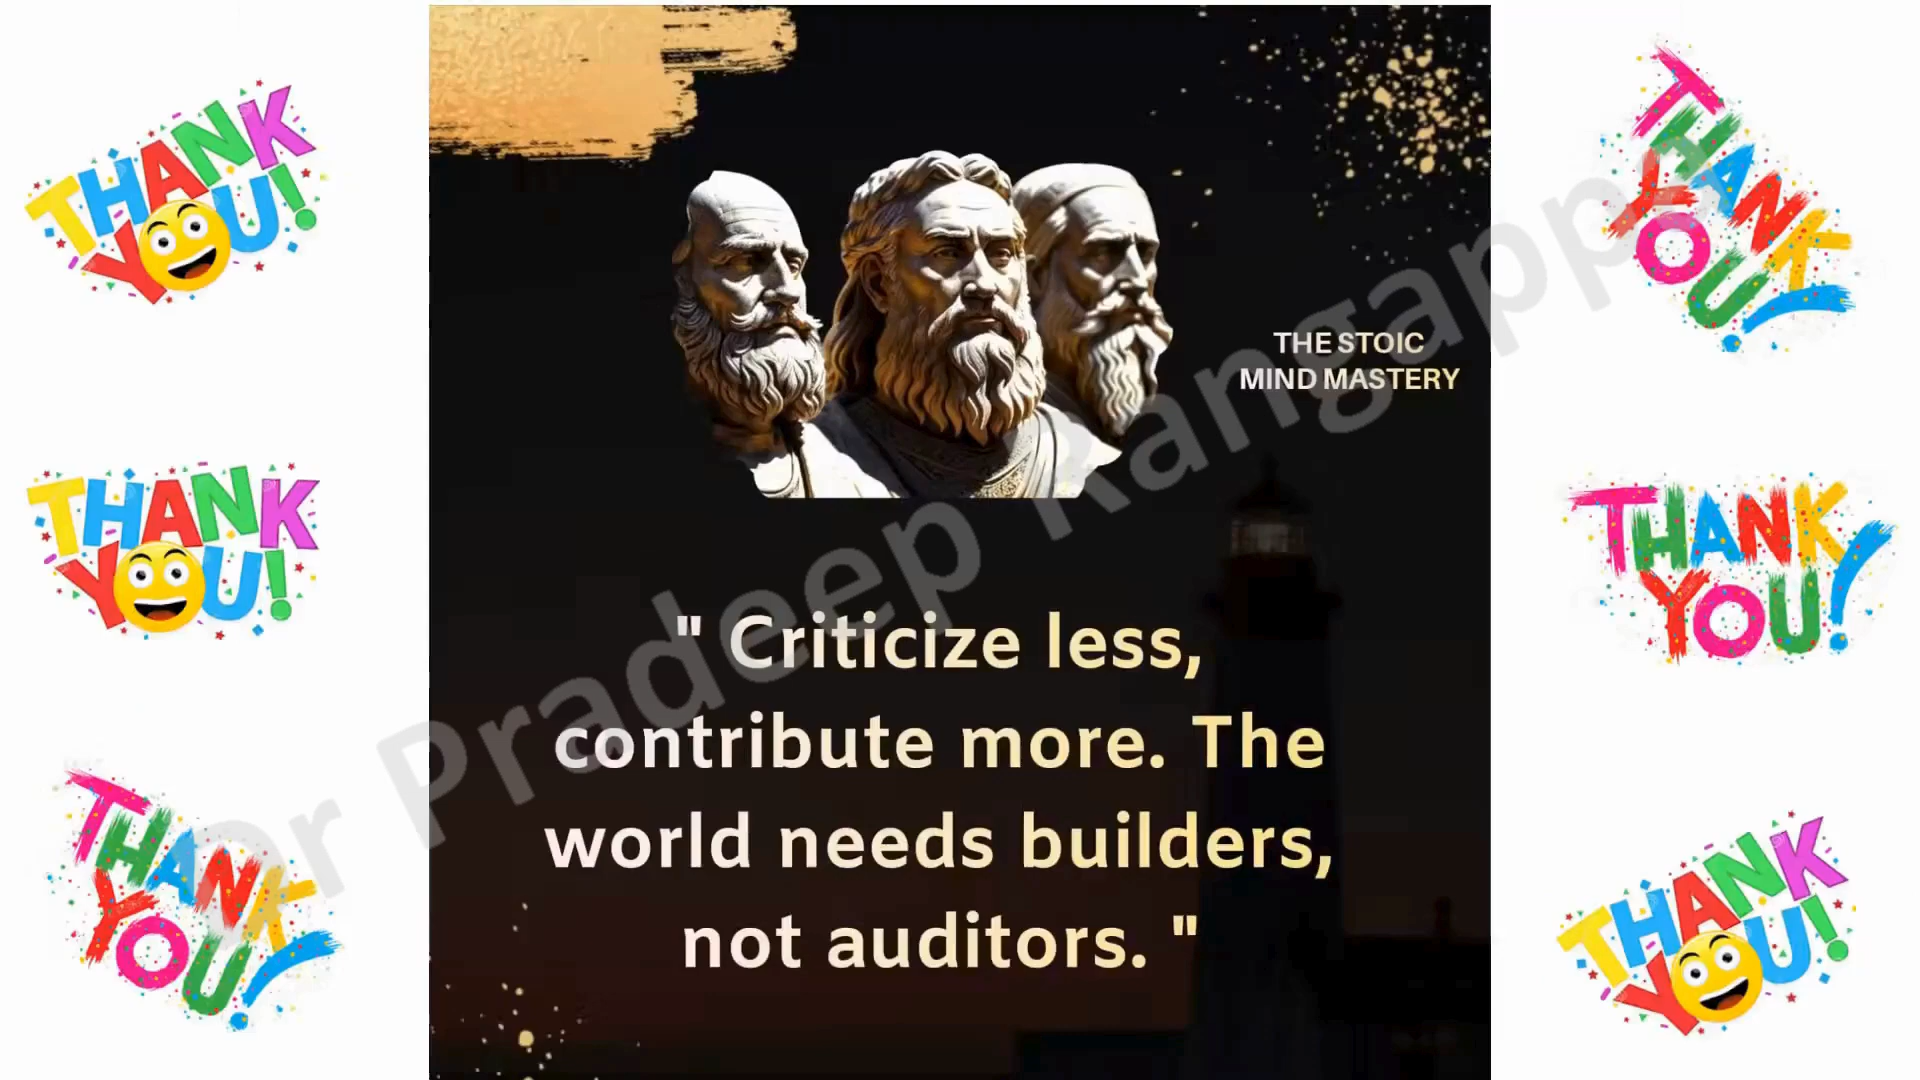 THANK
YOU!
THANK
YOU!
THANK
YOU!
THE STOIC
MIND MASTERY
" Criticize less,
contribute more. The
world needs builders,
not auditors. "
THANK
YOU!
THANK
YOU!
THANK
YOU!
Dr Pradeep Rangappa